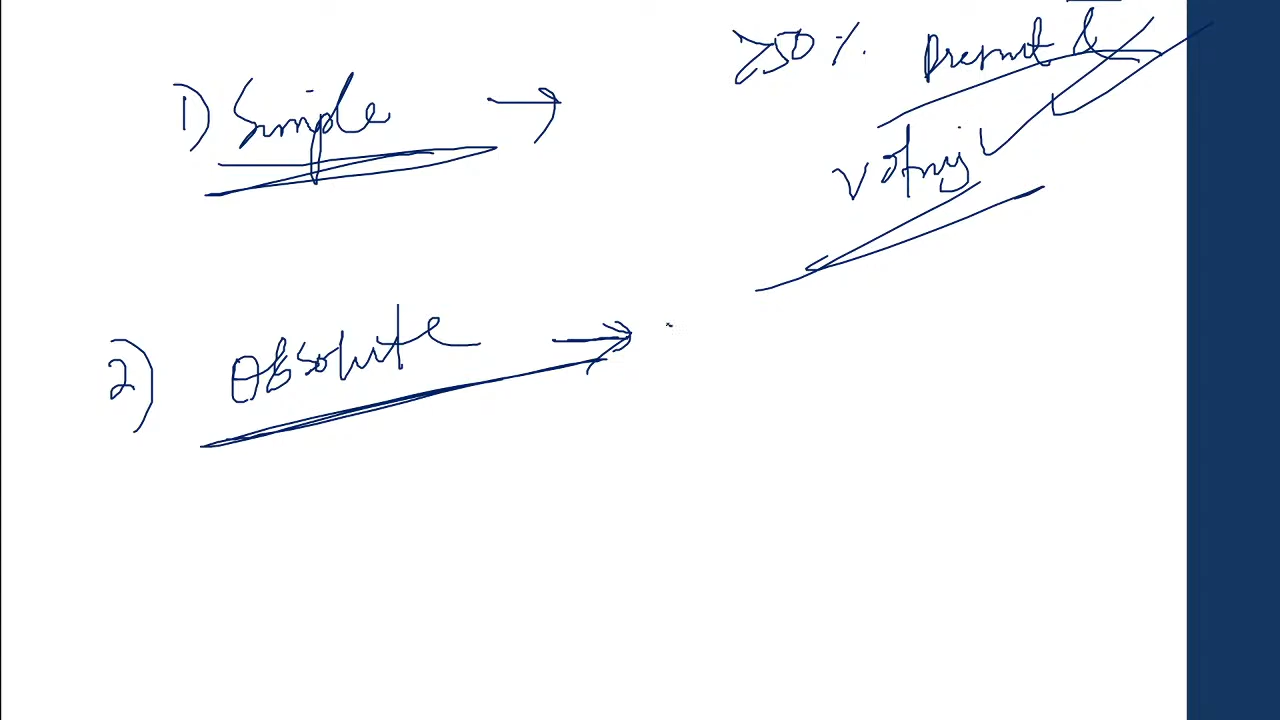 >50 %. Present &
1) Simple →
voting
2) Absolute →